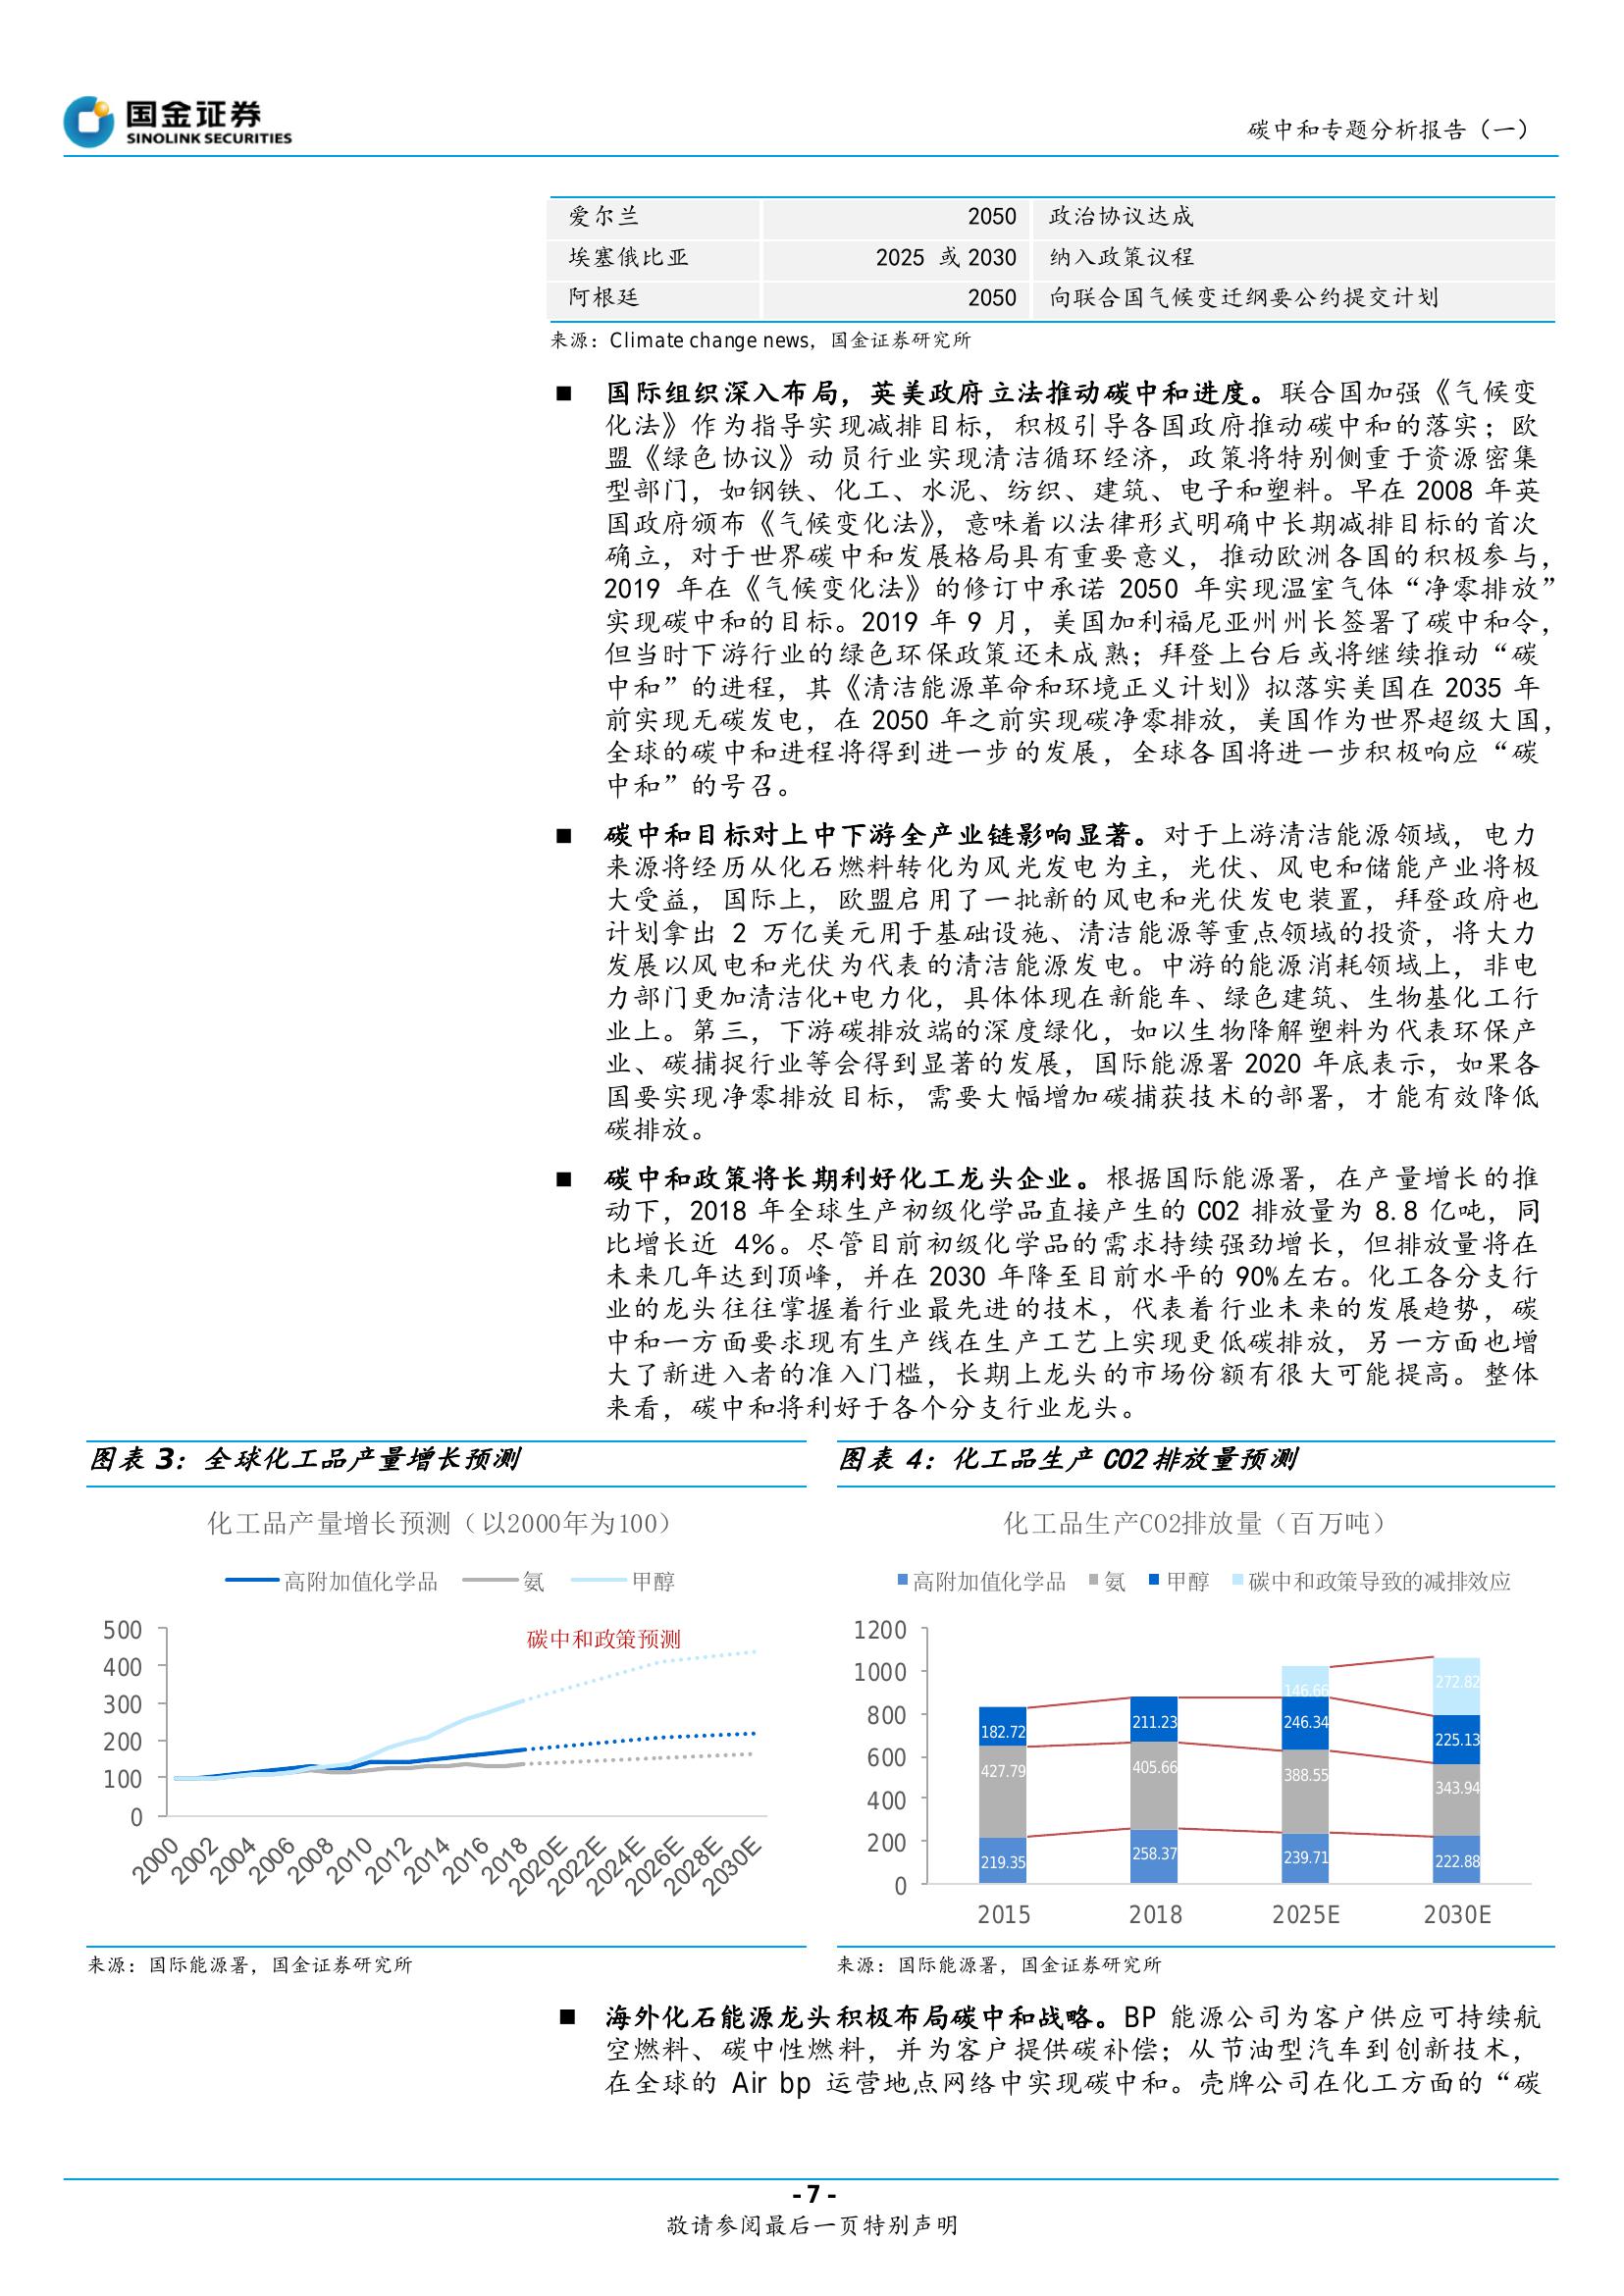 国金证券
SINOLINK SECURITIES
碳中和专题分析报告（一）
爱尔兰 2050 政治协议达成
埃塞俄比亚 2025 或 2030 纳入政策议程
阿根廷 2050 向联合国气候变迁纲要公约提交计划
来源：Climate change news，国金证券研究所
■ 国际组织深入布局，英美政府立法推动碳中和进度。联合国加强《气候变
化法》作为指导实现减排目标，积极引导各国政府推动碳中和的落实；欧
盟《绿色协议》动员行业实现清洁循环经济，政策将特别侧重于资源密集
型部门，如钢铁、化工、水泥、纺织、建筑、电子和塑料。早在 2008 年英
国政府颁布《气候变化法》，意味着以法律形式明确中长期减排目标的首次
确立，对于世界碳中和发展格局具有重要意义，推动欧洲各国的积极参与，
2019 年在《气候变化法》的修订中承诺 2050 年实现温室气体“净零排放”
实现碳中和的目标。2019 年 9 月，美国加利福尼亚州州长签署了碳中和令，
但当时下游行业的绿色环保政策还未成熟；拜登上台后或将继续推动“碳
中和”的进程，其《清洁能源革命和环境正义计划》拟落实美国在 2035 年
前实现无碳发电，在 2050 年之前实现碳净零排放，美国作为世界超级大国，
全球的碳中和进程将得到进一步的发展，全球各国将进一步积极响应“碳
中和”的号召。
■ 碳中和目标对上中下游全产业链影响显著。对于上游清洁能源领域，电力
来源将经历从化石燃料转化为风光发电为主，光伏、风电和储能产业将极
大受益，国际上，欧盟启用了一批新的风电和光伏发电装置，拜登政府也
计划拿出 2 万亿美元用于基础设施、清洁能源等重点领域的投资，将大力
发展以风电和光伏为代表的清洁能源发电。中游的能源消耗领域上，非电
力部门更加清洁化+电力化，具体体现在新能车、绿色建筑、生物基化工行
业上。第三，下游碳排放端的深度绿化，如以生物降解塑料为代表环保产
业、碳捕捉行业等会得到显著的发展，国际能源署 2020 年底表示，如果各
国要实现净零排放目标，需要大幅增加碳捕获技术的部署，才能有效降低
碳排放。
■ 碳中和政策将长期利好化工龙头企业。根据国际能源署，在产量增长的推
动下，2018 年全球生产初级化学品直接产生的 CO2 排放量为 8.8 亿吨，同
比增长近 4%。尽管目前初级化学品的需求持续强劲增长，但排放量将在
未来几年达到顶峰，并在 2030 年降至目前水平的 90%左右。化工各分支行
业的龙头往往掌握着行业最先进的技术，代表着行业未来的发展趋势，碳
中和一方面要求现有生产线在生产工艺上实现更低碳排放，另一方面也增
大了新进入者的准入门槛，长期上龙头的市场份额有很大可能提高。整体
来看，碳中和将利好于各个分支行业龙头。
图表 3：全球化工品产量增长预测
化工品产量增长预测（以2000年为100）
高附加值化学品 氨 甲醇
碳中和政策预测
500
400
300
200
100
0
2000 2002 2004 2006 2008 2010 2012 2014 2016 2018 2020E 2022E 2024E 2026E 2028E 2030E
来源：国际能源署，国金证券研究所
图表 4：化工品生产 CO2 排放量预测
化工品生产CO2排放量（百万吨）
高附加值化学品 氨 甲醇 碳中和政策导致的减排效应
1200
1000
800
600
400
200
0
146.66 272.82
182.72 211.23 246.34 225.13
427.79 405.66 388.55 343.94
219.35 258.37 239.71 222.88
2015 2018 2025E 2030E
来源：国际能源署，国金证券研究所
■ 海外化石能源龙头积极布局碳中和战略。BP 能源公司为客户供应可持续航
空燃料、碳中性燃料，并为客户提供碳补偿；从节油型汽车到创新技术，
在全球的 Air bp 运营地点网络中实现碳中和。壳牌公司在化工方面的“碳
- 7 -
敬请参阅最后一页特别声明